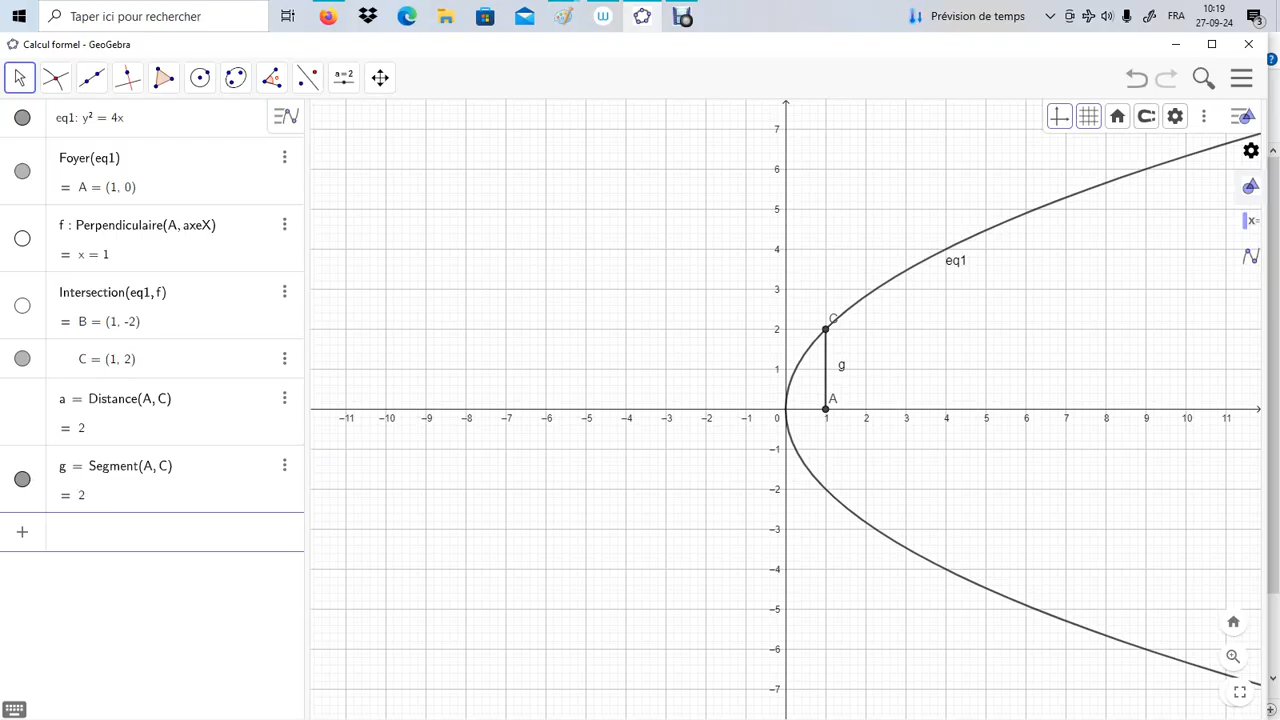 Taper ici pour rechercher
Prévision de temps
FRA
10:19
27-09-24
3
Calcul formel - GeoGebra
a=2
eq1: y² = 4x
Foyer(eq1)
= A = (1, 0)
f : Perpendiculaire(A, axeX)
= x = 1
Intersection(eq1, f)
= B = (1, -2)
C = (1, 2)
a = Distance(A, C)
= 2
g = Segment(A, C)
= 2
+
7
6
5
4
eq1
3
C
2
1
g
A
–11 –10 –9 –8 –7 –6 –5 –4 –3 –2 –1 0 1 2 3 4 5 6 7 8 9 10 11
–1
–2
–3
–4
–5
–6
–7
x=
?